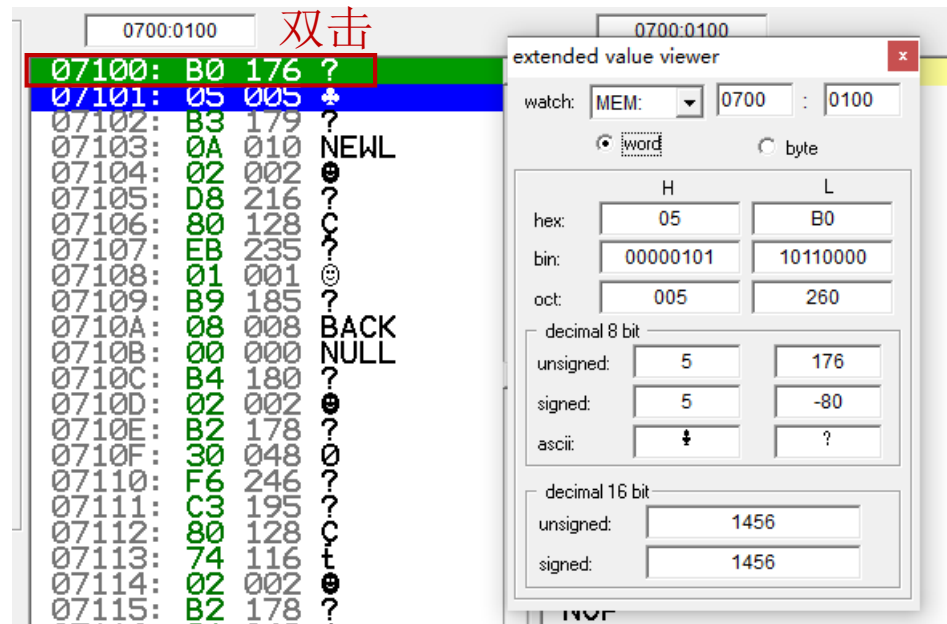 0700:0100 双击 0700:0100
07100: B0 176 ?
07101: 05 005 ♣
07102: B3 179 ?
07103: 0A 010 NEWL
07104: 02 002 ☻
07105: D8 216 ?
07106: 80 128 Ç
07107: EB 235 ?
07108: 01 001 ☺
07109: B9 185 ?
0710A: 08 008 BACK
0710B: 00 000 NULL
0710C: B4 180 ?
0710D: 02 002 ☻
0710E: B2 178 ?
0710F: 30 048 0
07110: F6 246 ?
07111: C3 195 ?
07112: 80 128 Ç
07113: 74 116 t
07114: 02 002 ☻
07115: B2 178 ?
extended value viewer x
watch: MEM: 0700 : 0100
word byte
H L
hex: 05 B0
bin: 00000101 10110000
oct: 005 260
decimal 8 bit
unsigned: 5 176
signed: 5 -80
ascii: ♣ ?
decimal 16 bit
unsigned: 1456
signed: 1456